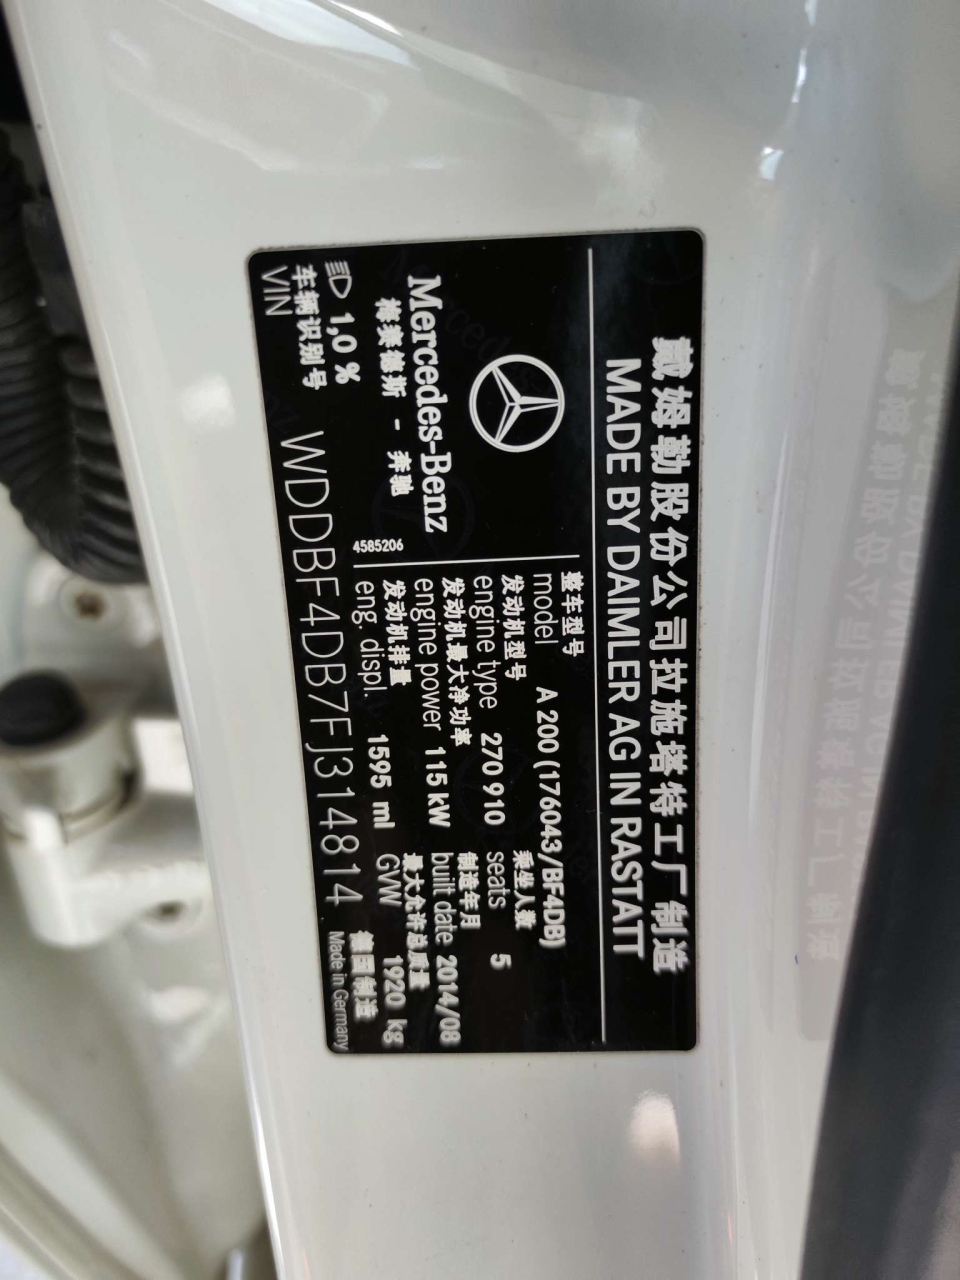 戴姆勒股份公司拉施塔特工厂制造
MADE BY DAIMLER AG IN RASTATT
Mercedes-Benz
梅赛德斯 - 奔驰
4585206
整车型号
model A 200 (176043/BF4DB)
发动机型号 乘坐人数
engine type 270 910 seats 5
发动机最大净功率 制造年月
engine power 115 kW built date 2014/08
发动机排量 最大允许总质量
eng. displ. 1595 ml GVW 1920 kg
1,0 %
车辆识别号 德国制造
VIN WDDBF4DB7FJ314814 Made in Germany